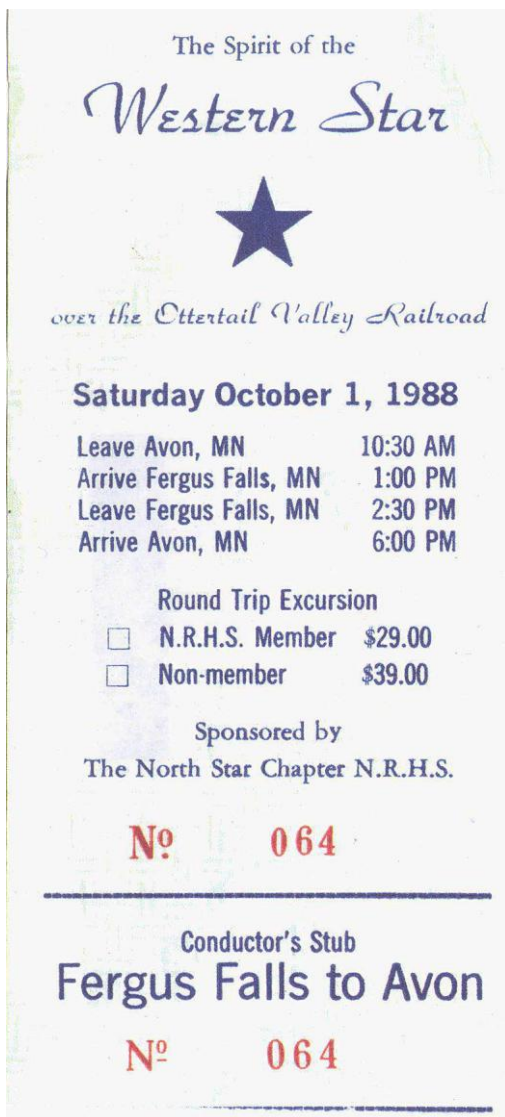 The Spirit of the
Western Star
over the Ottertail Valley Railroad
Saturday October 1, 1988
Leave Avon, MN 10:30 AM
Arrive Fergus Falls, MN 1:00 PM
Leave Fergus Falls, MN 2:30 PM
Arrive Avon, MN 6:00 PM
Round Trip Excursion
☐ N.R.H.S. Member $29.00
☐ Non-member $39.00
Sponsored by
The North Star Chapter N.R.H.S.
Nº 064
Conductor's Stub
Fergus Falls to Avon
Nº 064